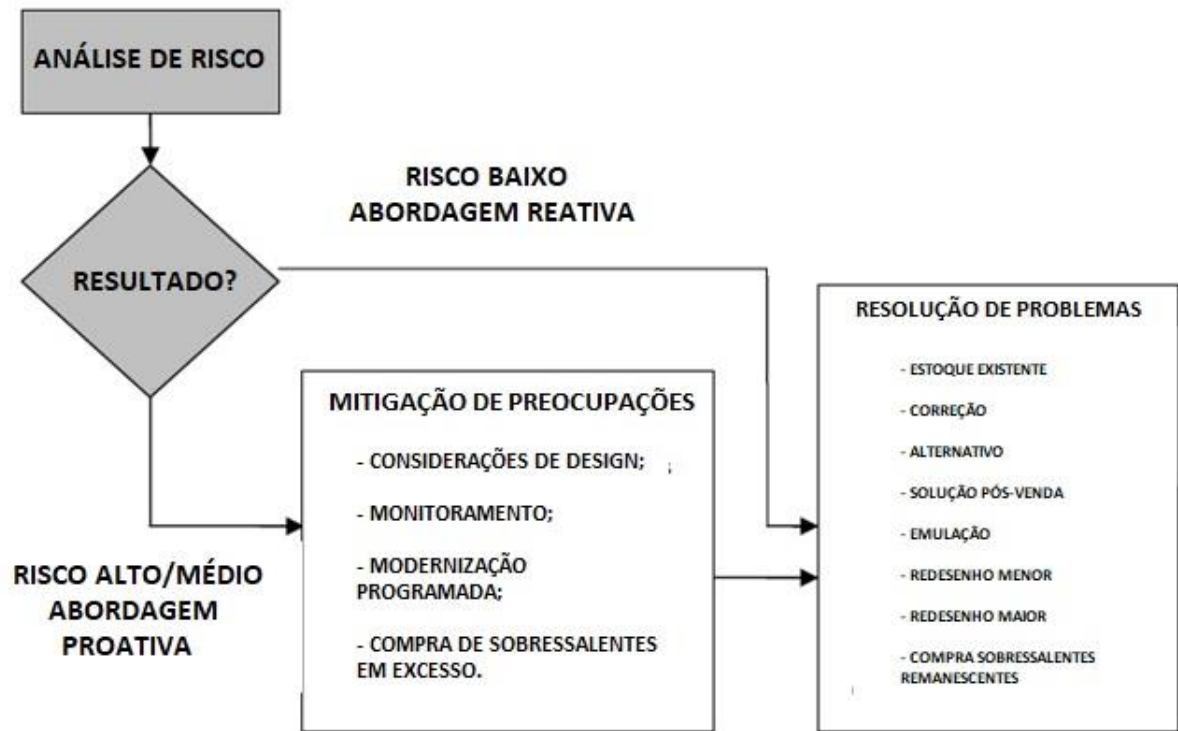 ANÁLISE DE RISCO
RESULTADO?
RISCO BAIXO
ABORDAGEM REATIVA
RISCO ALTO/MÉDIO
ABORDAGEM
PROATIVA
MITIGAÇÃO DE PREOCUPAÇÕES
- CONSIDERAÇÕES DE DESIGN; ;
- MONITORAMENTO;
- MODERNIZAÇÃO
PROGRAMADA;
- COMPRA DE SOBRESSALENTES
EM EXCESSO.
RESOLUÇÃO DE PROBLEMAS
- ESTOQUE EXISTENTE
- CORREÇÃO
- ALTERNATIVO
- SOLUÇÃO PÓS-VENDA
- EMULAÇÃO
- REDESENHO MENOR
- REDESENHO MAIOR
- COMPRA SOBRESSALENTES
REMANESCENTES